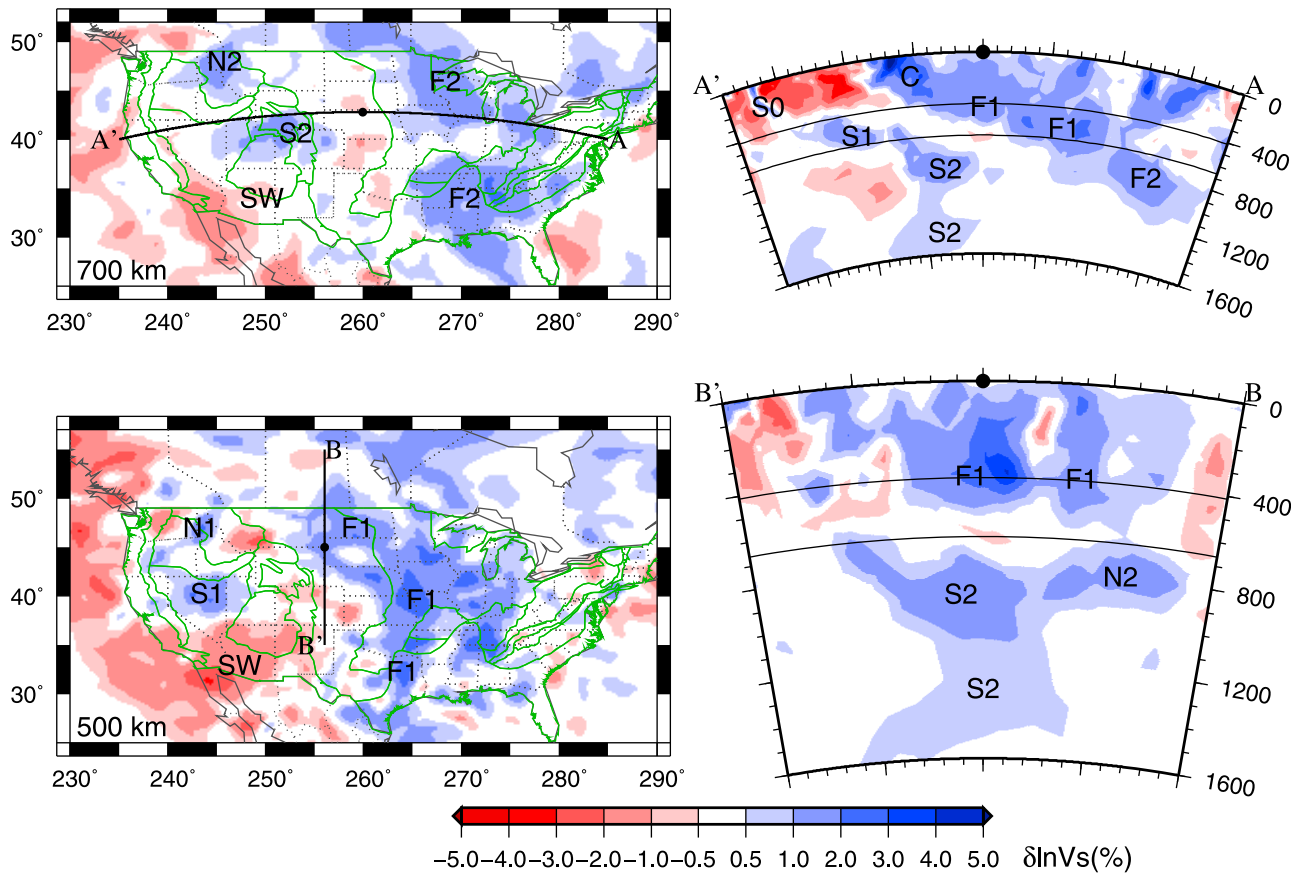 50°
40°
30°
N2
F2
S2
A'
A
SW
F2
700 km
230° 240° 250° 260° 270° 280° 290°
A'
A
S0
C
F1
F1
S1
S2
F2
S2
0
400
800
1200
1600
50°
40°
30°
B
N1
F1
S1
F1
B'
SW
F1
500 km
230° 240° 250° 260° 270° 280° 290°
B'
B
F1
F1
S2
N2
S2
0
400
800
1200
1600
−5.0 −4.0 −3.0 −2.0 −1.0 −0.5 0.5 1.0 2.0 3.0 4.0 5.0 δlnVs(%)